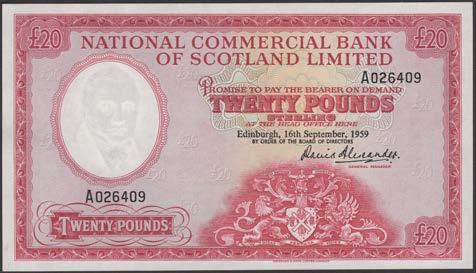 £20
£20
NATIONAL COMMERCIAL BANK
OF SCOTLAND LIMITED
A026409
PROMISE TO PAY THE BEARER ON DEMAND
TWENTY POUNDS
STERLING
AT THE HEAD OFFICE HERE
Edinburgh, 16th September, 1959
BY ORDER OF THE BOARD OF DIRECTORS
David Alexander.
GENERAL MANAGER
A026409
TWENTY POUNDS
£20